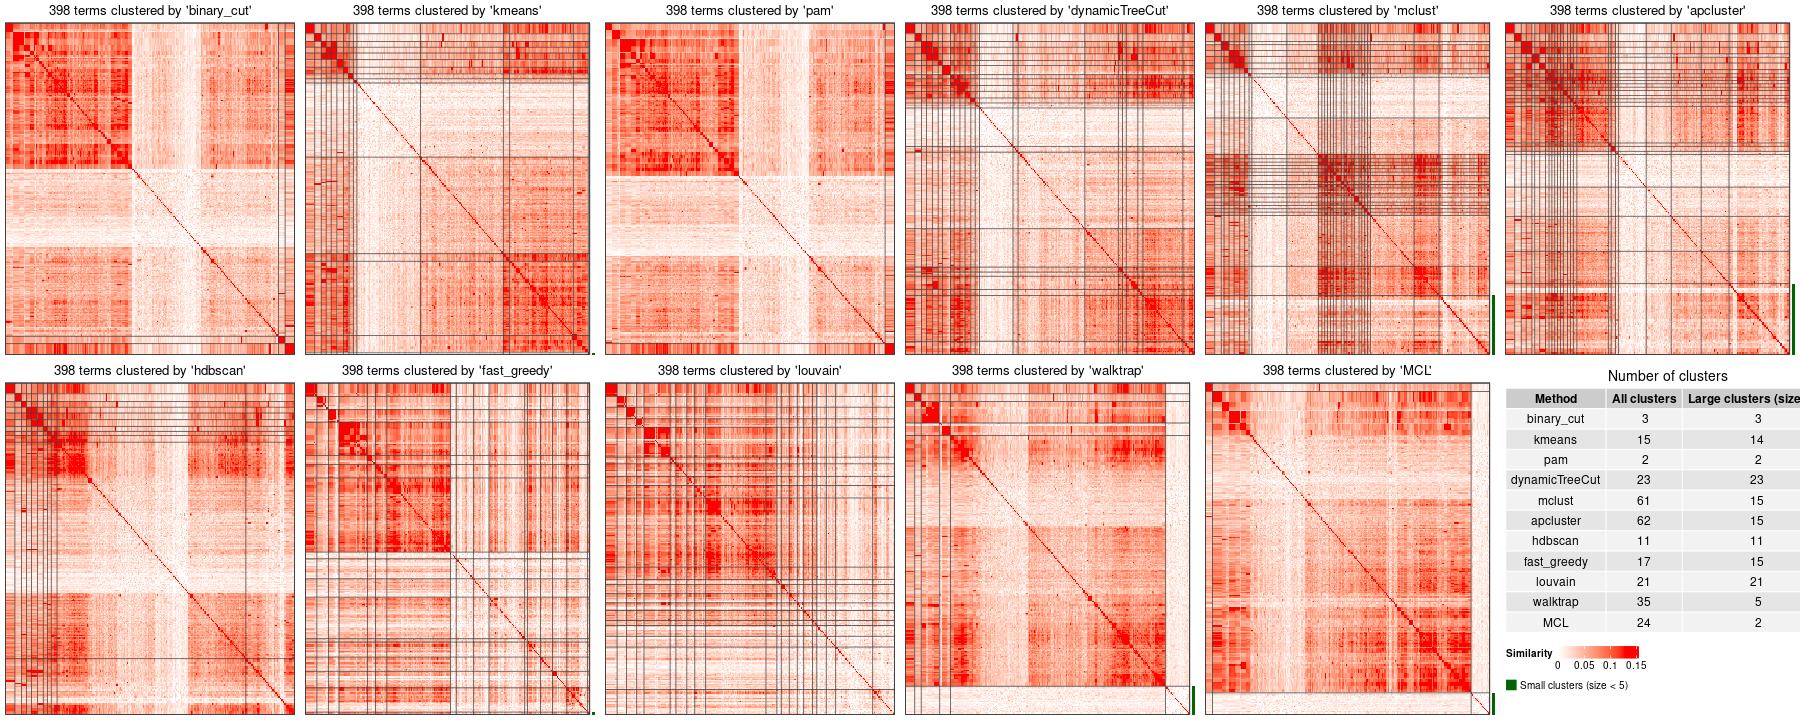 398 terms clustered by 'binary_cut'
398 terms clustered by 'kmeans'
398 terms clustered by 'pam'
398 terms clustered by 'dynamicTreeCut'
398 terms clustered by 'mclust'
398 terms clustered by 'apcluster'
398 terms clustered by 'hdbscan'
398 terms clustered by 'fast_greedy'
398 terms clustered by 'louvain'
398 terms clustered by 'walktrap'
398 terms clustered by 'MCL'
Number of clusters
Method All clusters Large clusters (size
binary_cut 3 3
kmeans 15 14
pam 2 2
dynamicTreeCut 23 23
mclust 61 15
apcluster 62 15
hdbscan 11 11
fast_greedy 17 15
louvain 21 21
walktrap 35 5
MCL 24 2
Similarity
0 0.05 0.1 0.15
Small clusters (size < 5)